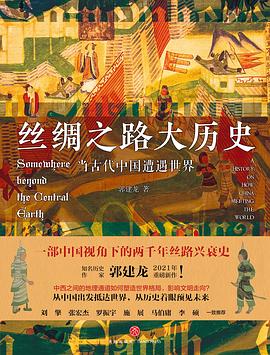 丝绸之路大历史
Somewhere
beyond
the Central
Earth
当古代中国遭遇世界
郭建龙 著
A
HISTORY
ON
HOW
CHINA
MEETING
THE
WORLD
一部中国视角下的两千年丝路兴衰史
知名历史作家 郭建龙 2021年重磅新作!
中西之间的地理通道如何塑造世界格局,影响文明走向?
从中国出发抵达世界,从历史着眼预见未来
刘擎 张宏杰 罗振宇 施展 马伯庸 李硕 一致推荐